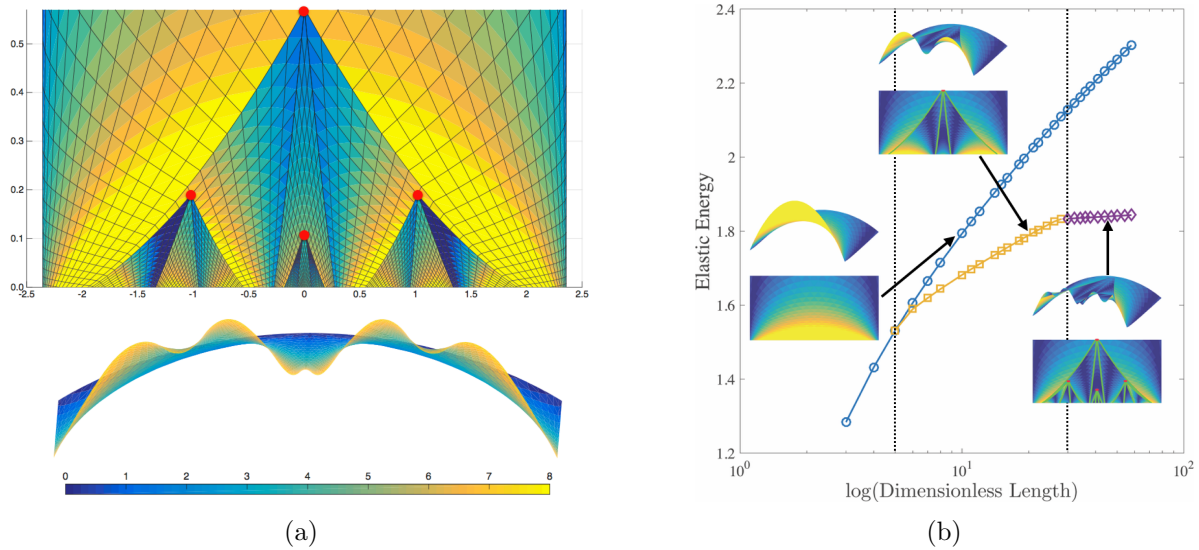 0.5
0.4
0.3
0.2
0.1
0.0
-2.5 -2 -1.5 -1 -0.5 0 0.5 1 1.5 2 2.5
0 1 2 3 4 5 6 7 8
(a)
2.4
2.2
2
1.8
1.6
1.4
1.2
Elastic Energy
10⁰ 10¹ 10²
log(Dimensionless Length)
(b)